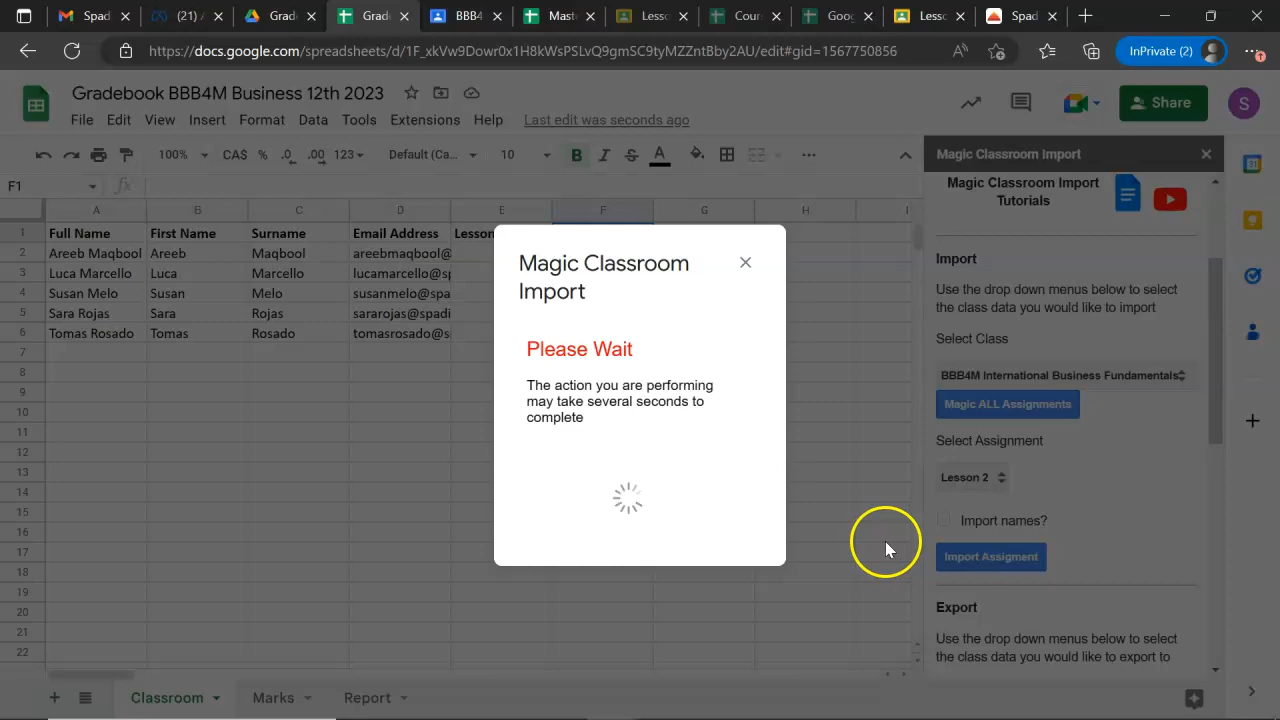 Spad
(21) A
Grade
Grade
BBB4
Maste
Lesso
Cours
Goog
Lesso
Spad
https://docs.google.com/spreadsheets/d/1F_xkVw9Dowr0x1H8kWsPSLvQ9gmSC9tyMZZntBby2AU/edit#gid=1567750856
InPrivate (2)
Gradebook BBB4M Business 12th 2023
Share
S
File Edit View Insert Format Data Tools Extensions Help Last edit was seconds ago
100% CA$ % .0 .00 123 Default (Ca... 10 B I S A
Magic Classroom Import
F1 fx
A B C D E F G H I
1 Full Name First Name Surname Email Address Lesson
2 Areeb Maqbool Areeb Maqbool areebmaqbool@
3 Luca Marcello Luca Marcello lucamarcello@sp
4 Susan Melo Susan Melo susanmelo@spa
5 Sara Rojas Sara Rojas sararojas@spadi
6 Tomas Rosado Tomas Rosado tomasrosado@s
7
8
9
10
11
12
13
14
15
16
17
18
19
20
21
22
Magic Classroom
Import
Please Wait
The action you are performing
may take several seconds to
complete
Magic Classroom Import
Tutorials
Import
Use the drop down menus below to select
the class data you would like to import
Select Class
BBB4M International Business Fundamentals
Magic ALL Assignments
Select Assignment
Lesson 2
Import names?
Import Assigment
Export
Use the drop down menus below to select
the class data you would like to export to
Classroom Marks Report